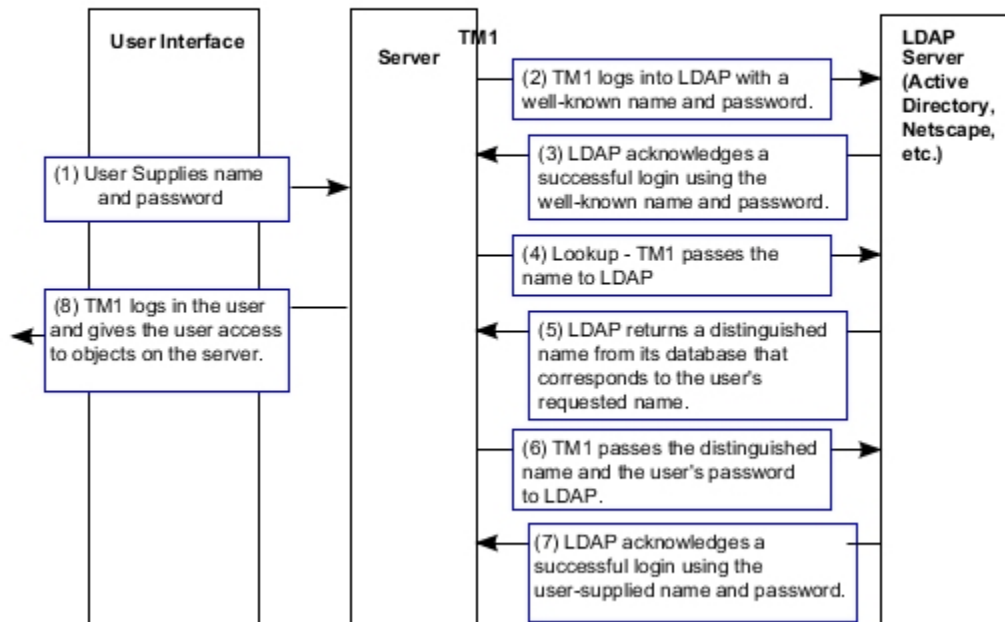 User Interface
TM1
Server
LDAP
Server
(Active
Directory,
Netscape,
etc.)
(1) User Supplies name
and password
(2) TM1 logs into LDAP with a
well-known name and password.
(3) LDAP acknowledges a
successful login using the
well-known name and password.
(4) Lookup - TM1 passes the
name to LDAP
(5) LDAP returns a distinguished
name from its database that
corresponds to the user's
requested name.
(6) TM1 passes the distinguished
name and the user's password
to LDAP.
(7) LDAP acknowledges a
successful login using the
user-supplied name and password.
(8) TM1 logs in the user
and gives the user access
to objects on the server.